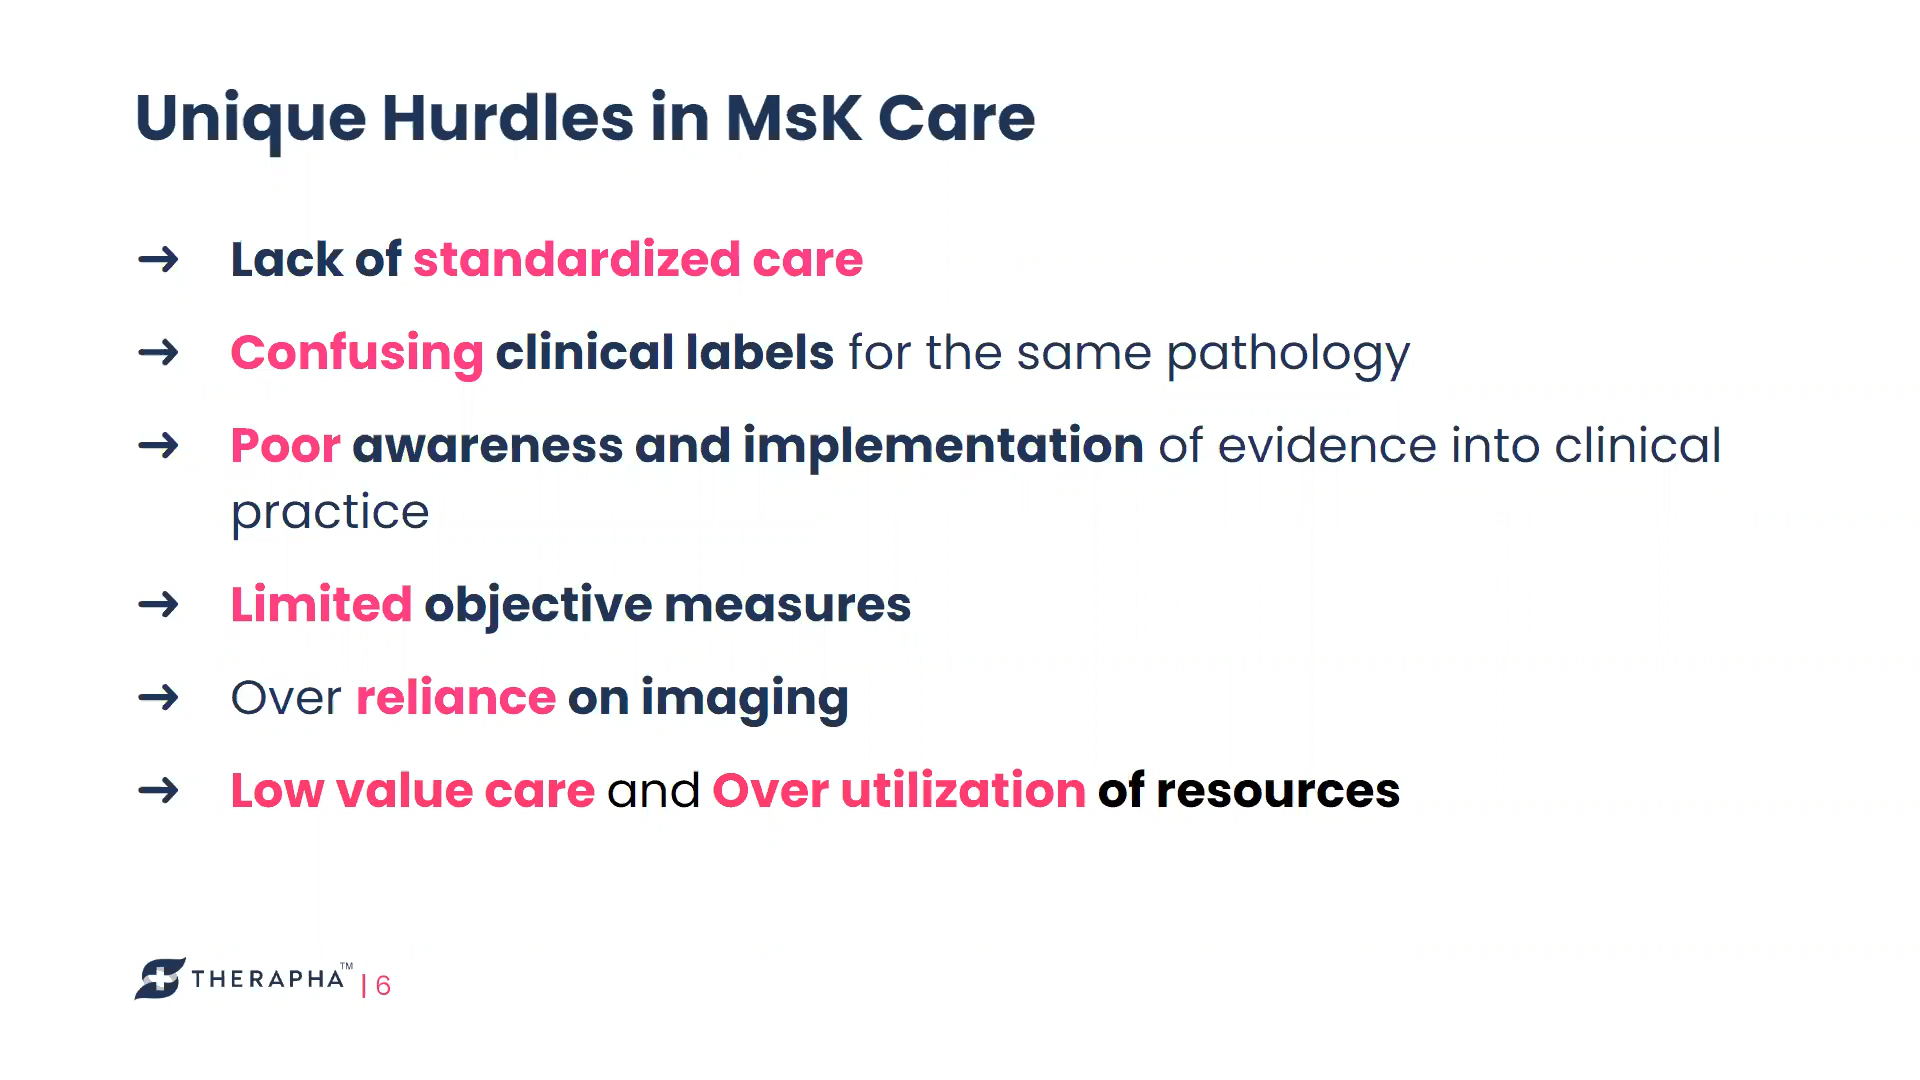 Unique Hurdles in MsK Care
→ Lack of standardized care
→ Confusing clinical labels for the same pathology
→ Poor awareness and implementation of evidence into clinical
practice
→ Limited objective measures
→ Over reliance on imaging
→ Low value care and Over utilization of resources
THERAPHA™ | 6